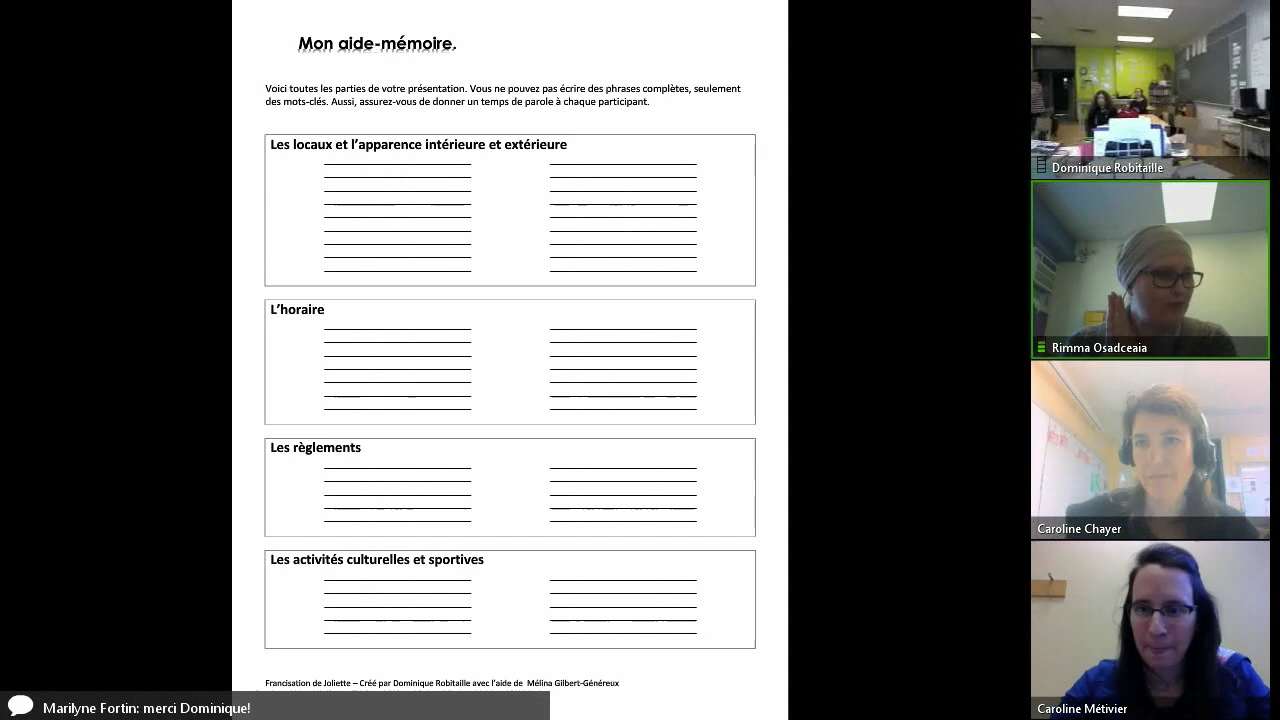 Mon aide-mémoire.
Voici toutes les parties de votre présentation. Vous ne pouvez pas écrire des phrases complètes, seulement
des mots-clés. Aussi, assurez-vous de donner un temps de parole à chaque participant.
Les locaux et l'apparence intérieure et extérieure
L'horaire
Les règlements
Les activités culturelles et sportives
Francisation de Joliette – Créé par Dominique Robitaille avec l'aide de Mélina Gilbert-Généreux
Marilyne Fortin: merci Dominique!
Dominique Robitaille
Rimma Osadceaia
Caroline Chayer
Caroline Métivier